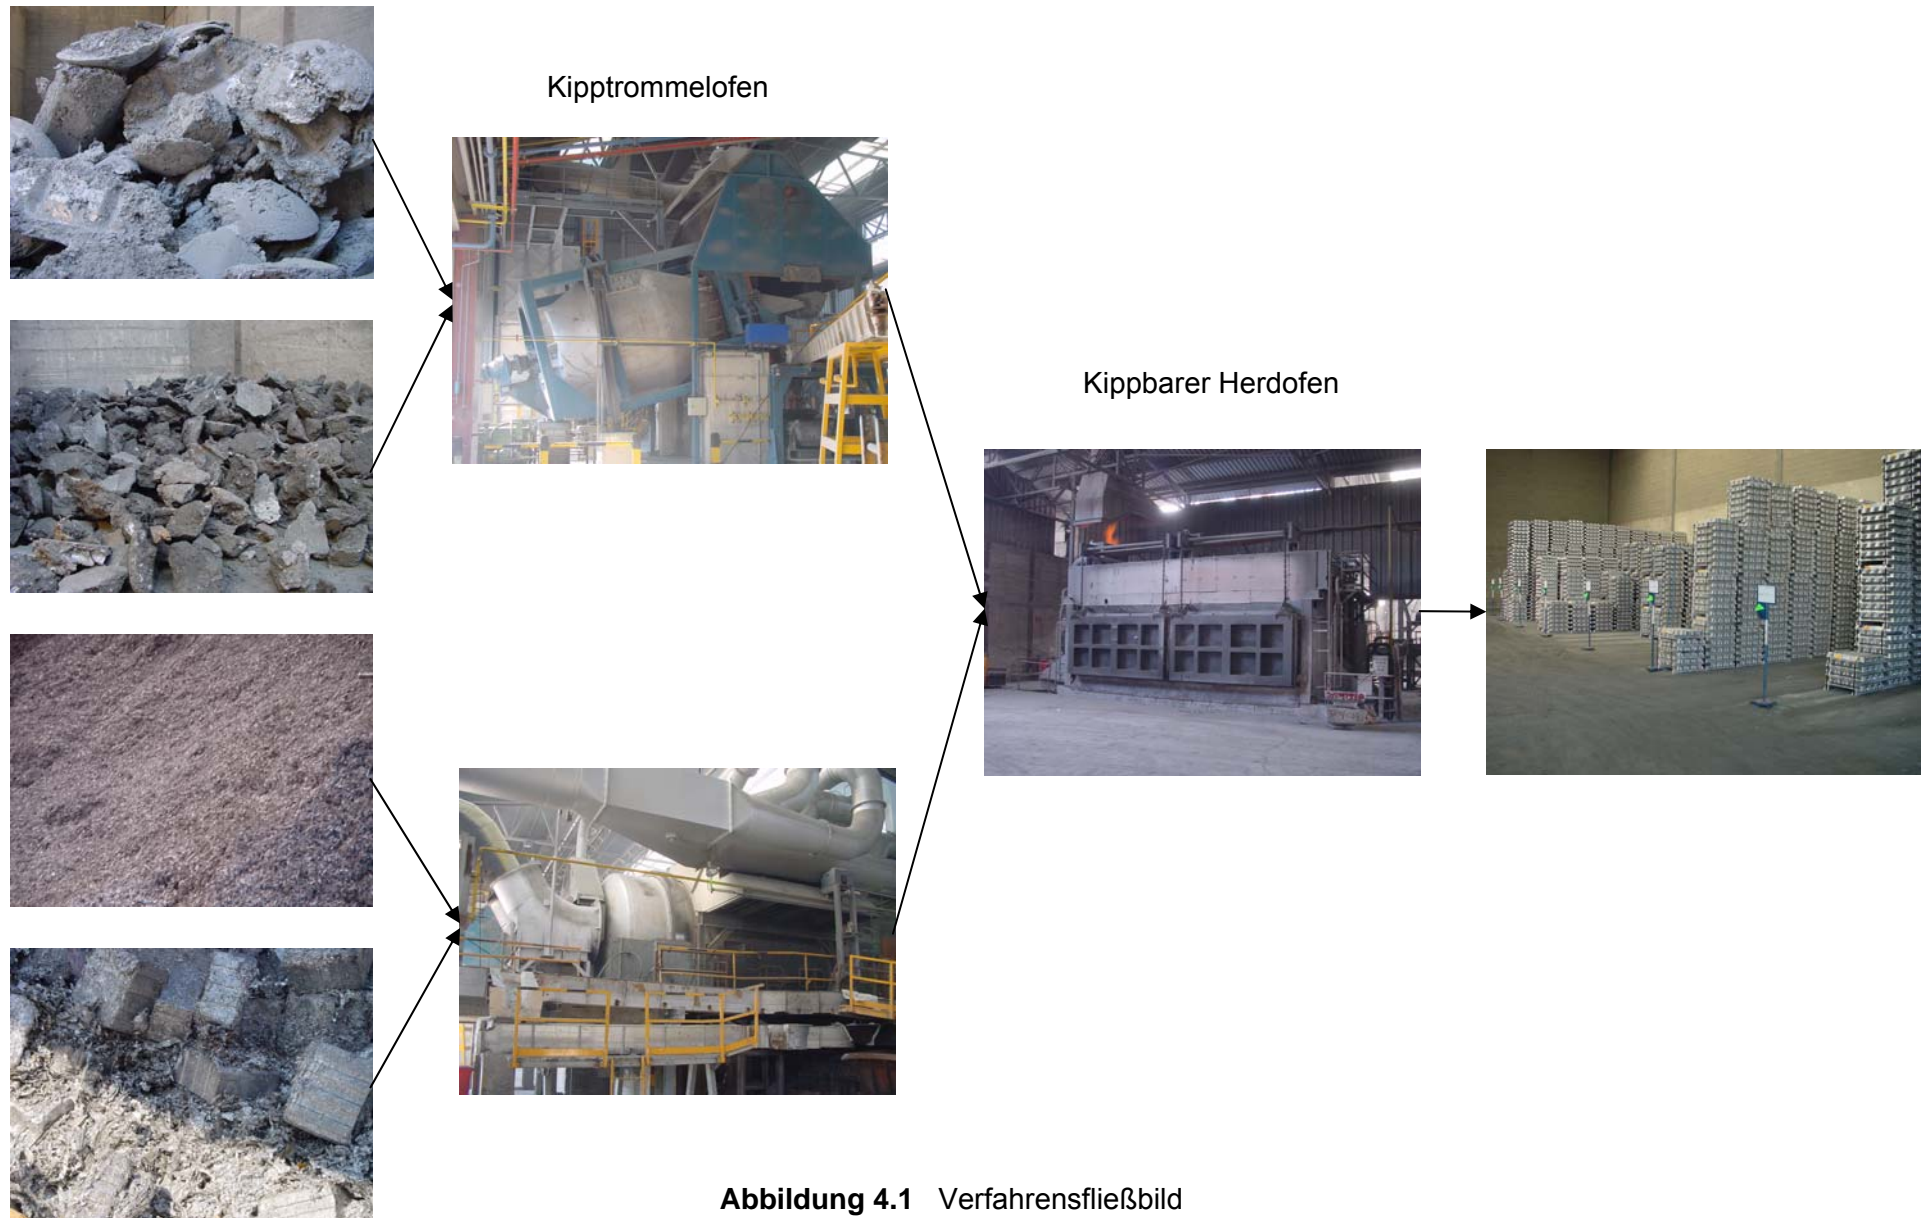 Kipptrommelofen
Kippbarer Herdofen
Abbildung 4.1 Verfahrensfließbild